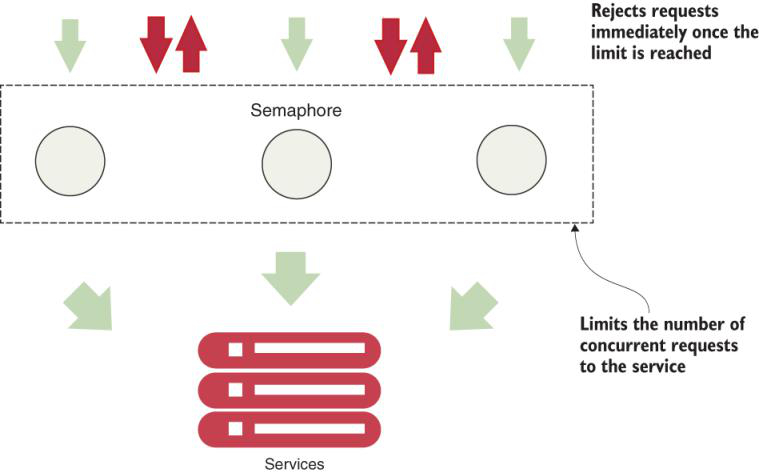 Rejects requests
immediately once the
limit is reached
Semaphore
Limits the number of
concurrent requests
to the service
Services